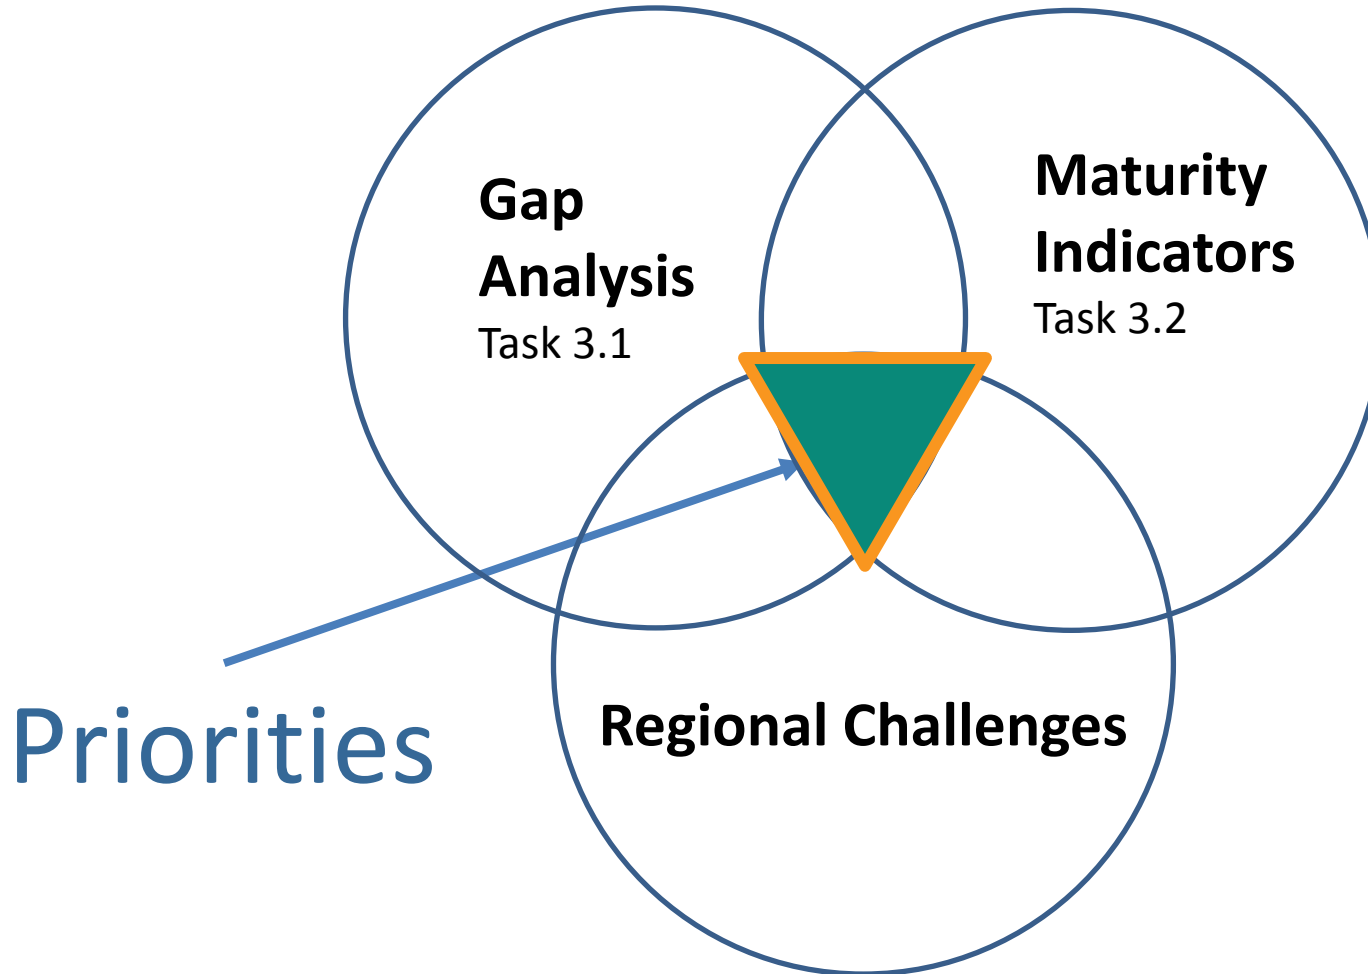 Gap
Analysis
Task 3.1
Maturity
Indicators
Task 3.2
Regional Challenges
Priorities